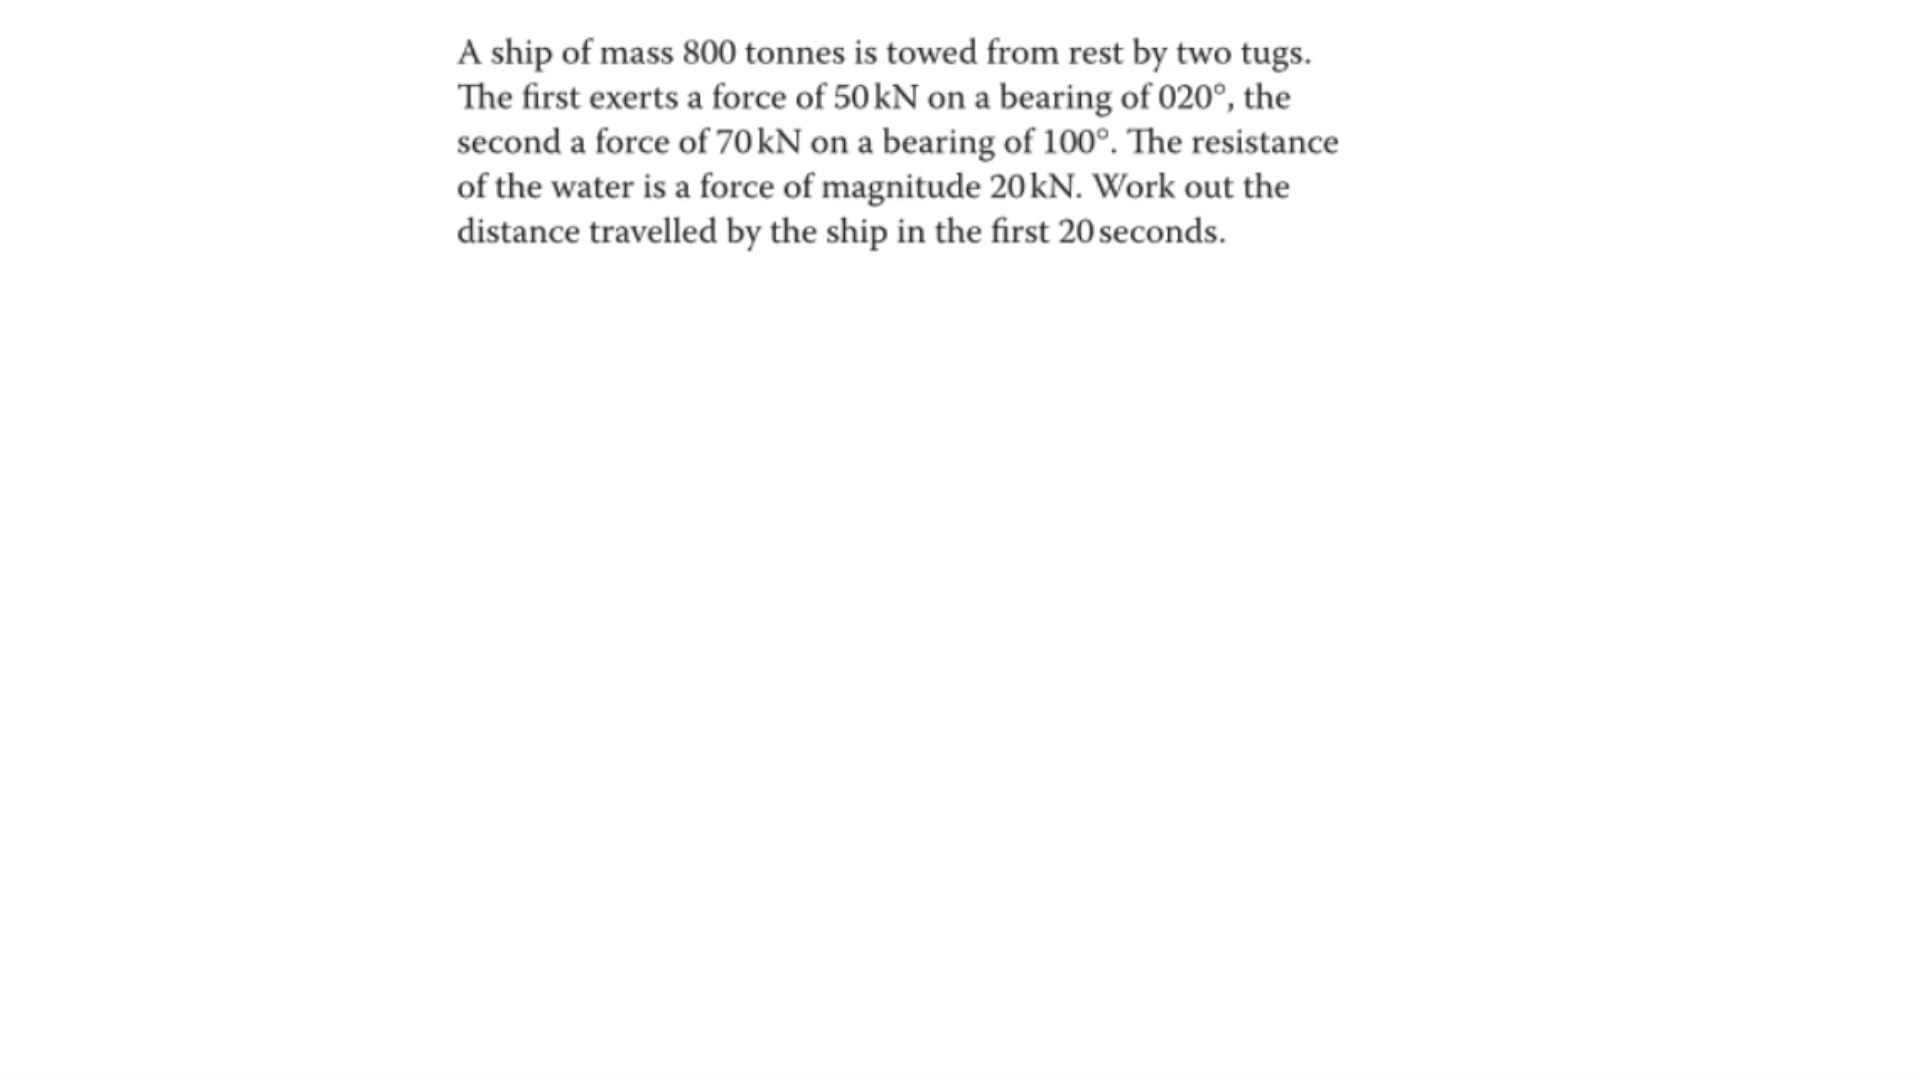 A ship of mass 800 tonnes is towed from rest by two tugs.
The first exerts a force of 50 kN on a bearing of 020°, the
second a force of 70 kN on a bearing of 100°. The resistance
of the water is a force of magnitude 20 kN. Work out the
distance travelled by the ship in the first 20 seconds.